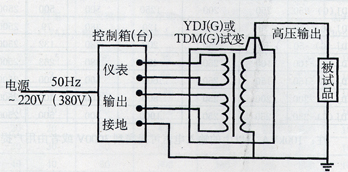 YDJ(G)或
TDM(G)试变
控制箱(台)
高压输出
电源
50Hz
~220V (380V)
仪表
输出
接地
被试品